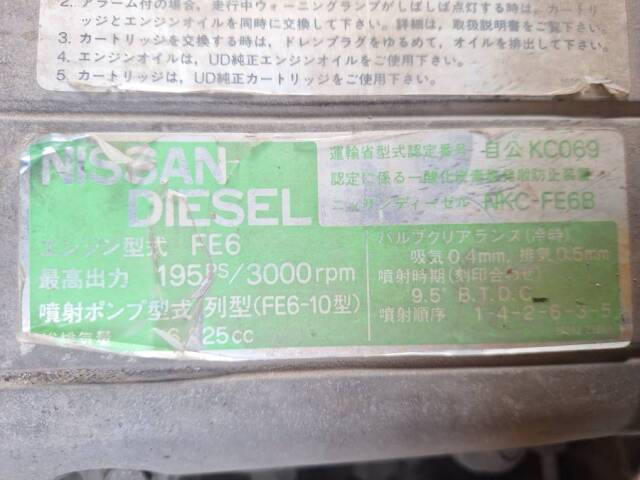 2. アラーム付の場合，走行中ウォーニングランプがしばしば点灯する時は，カートリ
ッジとエンジンオイルを同時に交換して下さい。詳細は，取扱説明書をご覧下さい。
3. カートリッジを交換する時は，ドレンプラグをゆるめて，オイルを排出して下さい。
4. エンジンオイルは，UD純正エンジンオイルをご使用下さい。
5. カートリッジは，UD純正カートリッジをご使用下さい。
NISSAN
DIESEL
エンジン型式 FE6
最高出力 195PS/3000rpm
噴射ポンプ型式 列型(FE6-10型)
総排気量 6 25cc
運輸省型式認定番号 自公 KC069
認定に係る一酸化炭素等発散防止装置
ニッサンディーゼル NKC-FE6B
バルブクリアランス(冷時)
吸気0.4mm, 排気0.5mm
噴射時期(刻印合わせ)
9.5° B.T.D.C.
噴射順序 1-4-2-6-3-5